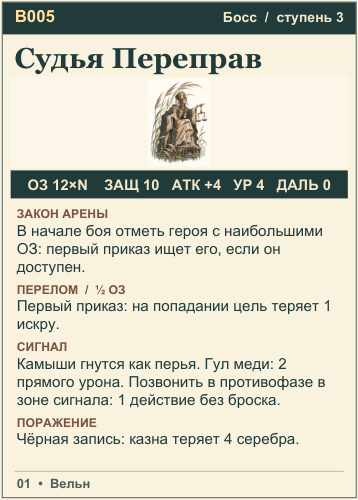 B005
Босс / ступень 3
Судья Переправ
ОЗ 12×N ЗАЩ 10 АТК +4 УР 4 ДАЛЬ 0
ЗАКОН АРЕНЫ
В начале боя отметь героя с наибольшими
ОЗ: первый приказ ищет его, если он
доступен.
ПЕРЕЛОМ / ½ ОЗ
Первый приказ: на попадании цель теряет 1
искру.
СИГНАЛ
Камыши гнутся как перья. Гул меди: 2
прямого урона. Позвонить в противофазе в
зоне сигнала: 1 действие без броска.
ПОРАЖЕНИЕ
Чёрная запись: казна теряет 4 серебра.
01 • Вельн